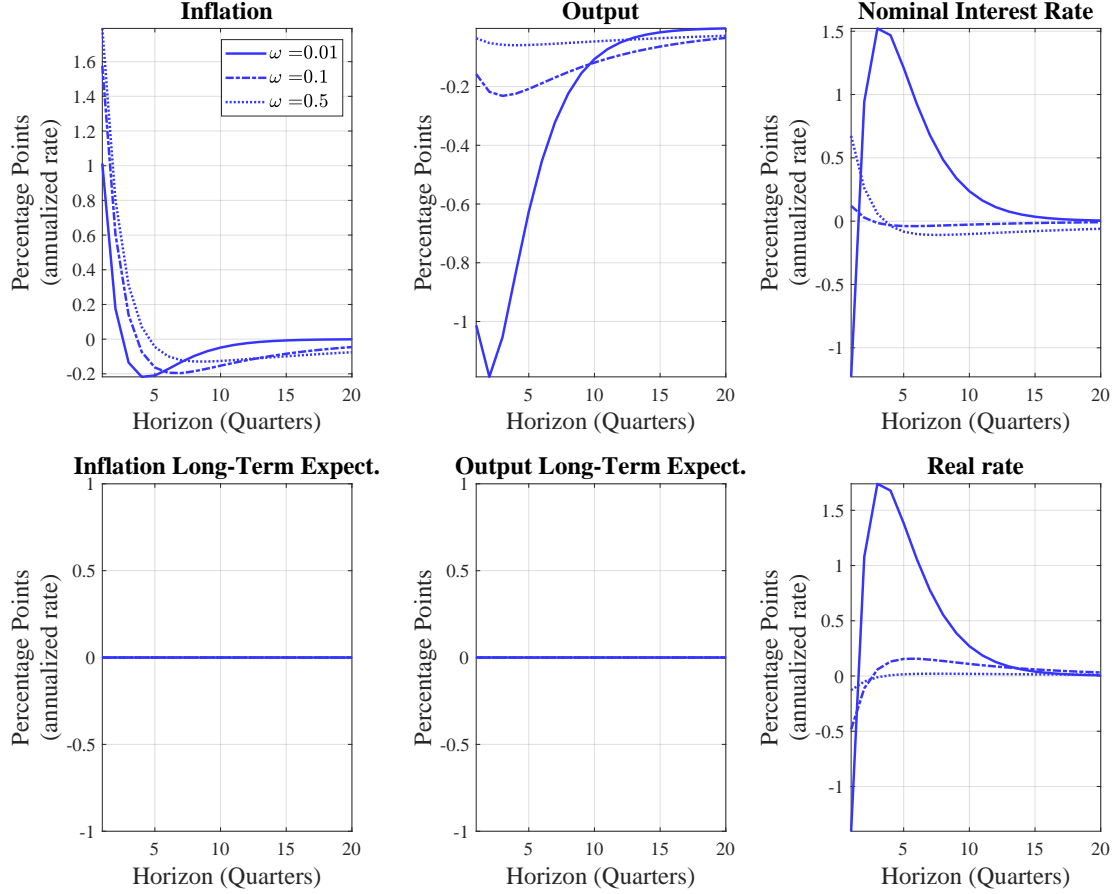 Inflation
Output
Nominal Interest Rate
ω =0.01
ω =0.1
ω =0.5
Percentage Points
(annualized rate)
1.6
1.4
1.2
1
0.8
0.6
0.4
0.2
0
-0.2
5
10
15
20
Horizon (Quarters)
Percentage Points
-0.2
-0.4
-0.6
-0.8
-1
5
10
15
20
Horizon (Quarters)
Percentage Points
(annualized rate)
1.5
1
0.5
0
-0.5
-1
5
10
15
20
Horizon (Quarters)
Inflation Long-Term Expect.
Output Long-Term Expect.
Real rate
Percentage Points
(annualized rate)
1
0.5
0
-0.5
-1
5
10
15
20
Horizon (Quarters)
Percentage Points
1
0.5
0
-0.5
-1
5
10
15
20
Horizon (Quarters)
Percentage Points
(annualized rate)
1.5
1
0.5
0
-0.5
-1
5
10
15
20
Horizon (Quarters)